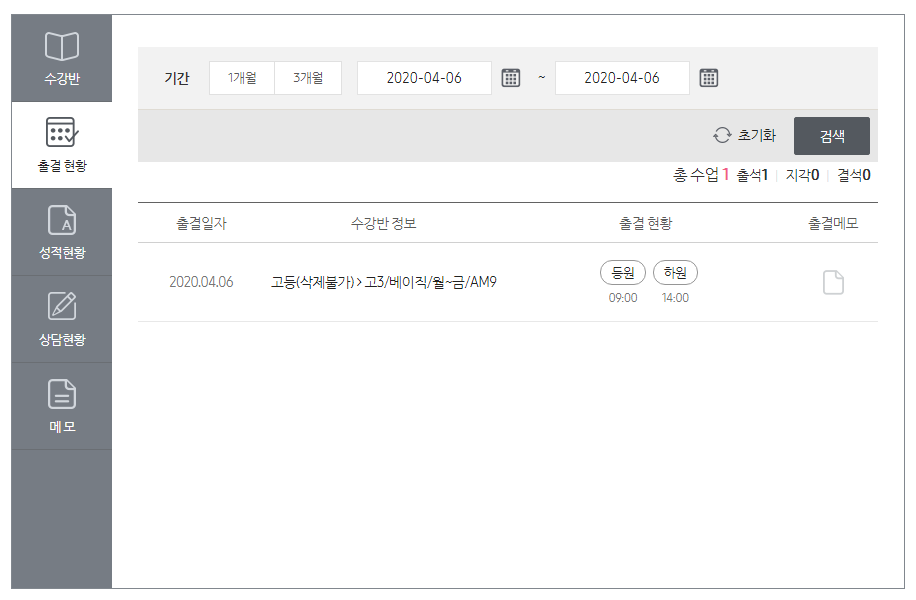 수강반
출결 현황
성적현황
상담현황
메모
기간 1개월 3개월 2020-04-06 ~ 2020-04-06
초기화 검색
총 수업 1 출석1 지각0 결석0
출결일자 수강반 정보 출결 현황 출결메모
2020.04.06 고등(삭제불가) > 고3/베이직/월~금/AM9 등원 하원
09:00 14:00